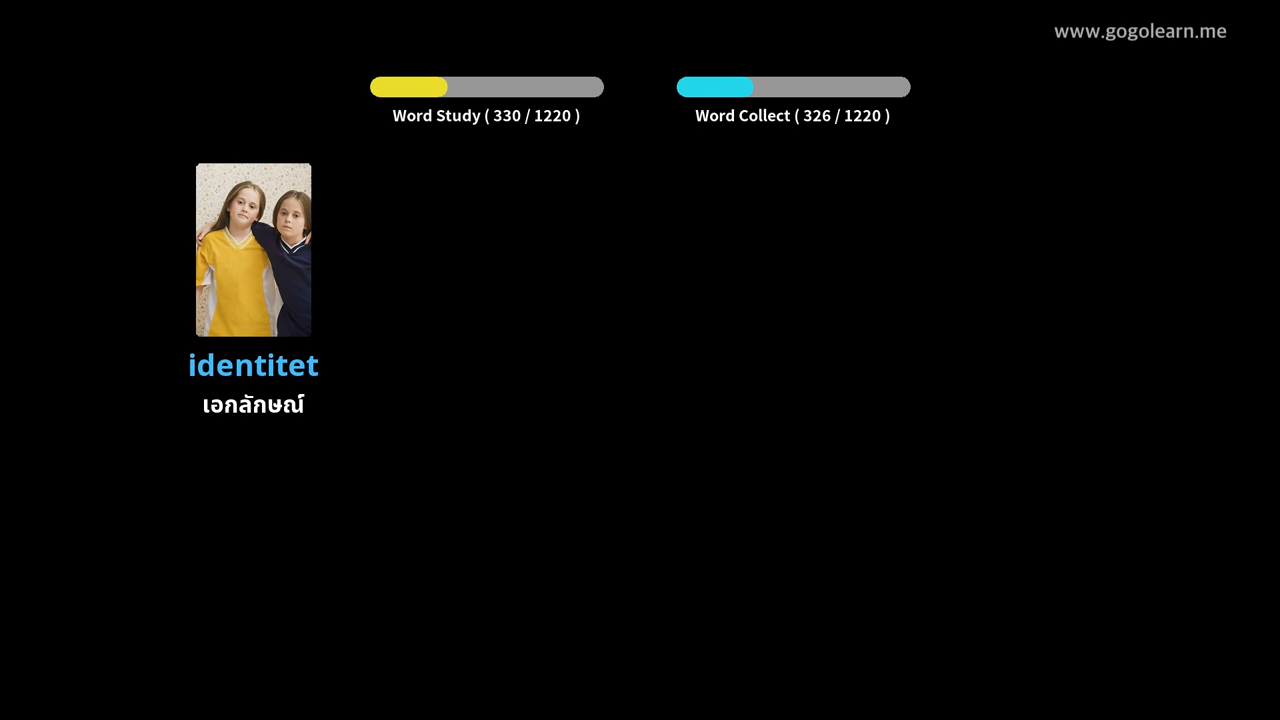 www.gogolearn.me
Word Study ( 330 / 1220 )
Word Collect ( 326 / 1220 )
identitet
เอกลักษณ์